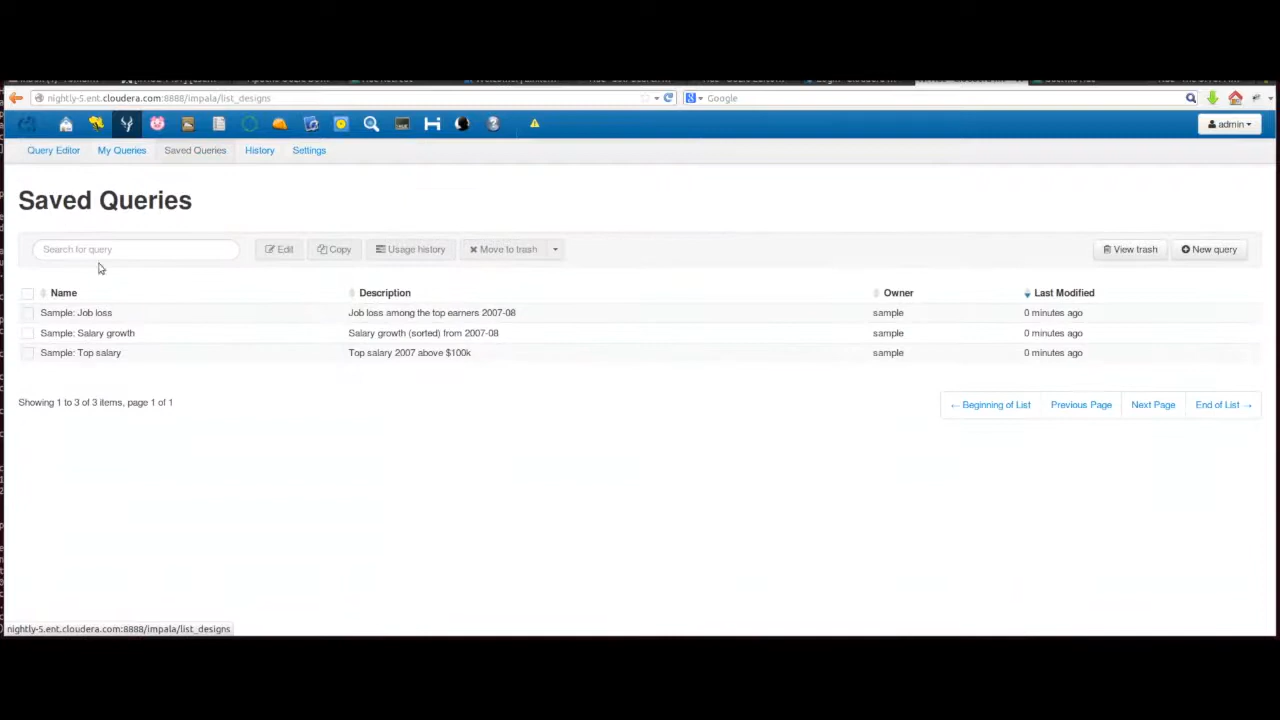 nightly-5.ent.cloudera.com:8888/impala/list_designs
Google
admin
Query Editor My Queries Saved Queries History Settings
Saved Queries
Search for query Edit Copy Usage history Move to trash View trash New query
Name Description Owner Last Modified
Sample: Job loss Job loss among the top earners 2007-08 sample 0 minutes ago
Sample: Salary growth Salary growth (sorted) from 2007-08 sample 0 minutes ago
Sample: Top salary Top salary 2007 above $100k sample 0 minutes ago
Showing 1 to 3 of 3 items, page 1 of 1 ← Beginning of List Previous Page Next Page End of List →
nightly-5.ent.cloudera.com:8888/impala/list_designs